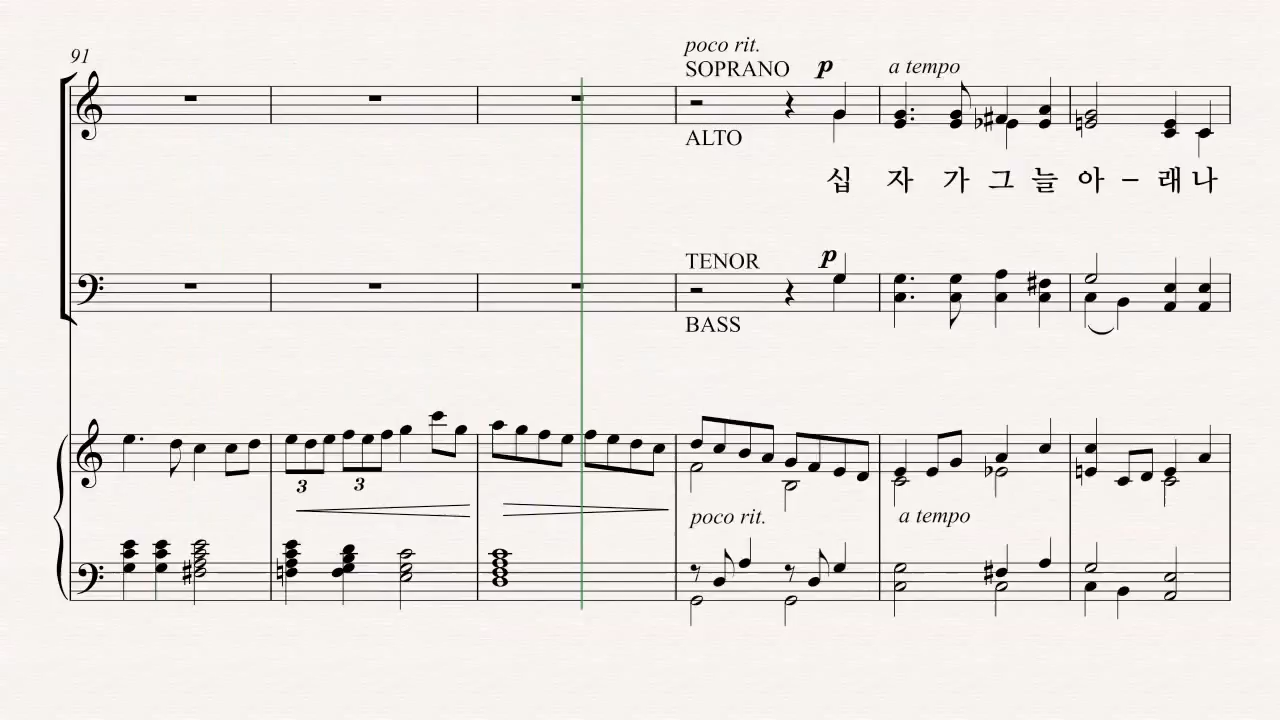 91
poco rit.
SOPRANO p
a tempo
ALTO
십 자 가 그 늘 아 – 래 나
TENOR p
BASS
3 3
poco rit.
a tempo